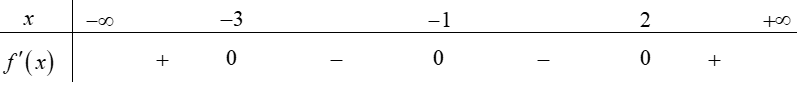 x −∞ −3 −1 2 +∞
f′(x) + 0 − 0 − 0 +